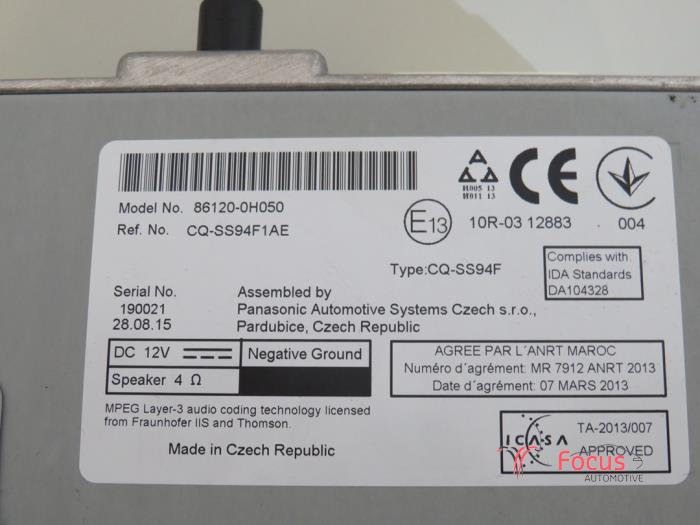 Model No. 86120-0H050
Ref. No. CQ-SS94F1AE
H005 13
H011 13
CE
E13
10R-03 12883
004
Type:CQ-SS94F
Complies with
IDA Standards
DA104328
Serial No.
190021
28.08.15
Assembled by
Panasonic Automotive Systems Czech s.r.o.,
Pardubice, Czech Republic
DC 12V
Negative Ground
Speaker 4 Ω
AGREE PAR L´ANRT MAROC
Numéro d´agrément: MR 7912 ANRT 2013
Date d´agrément: 07 MARS 2013
MPEG Layer-3 audio coding technology licensed
from Fraunhofer IIS and Thomson.
Made in Czech Republic
ICASA
TA-2013/007
APPROVED
Focus
AUTOMOTIVE